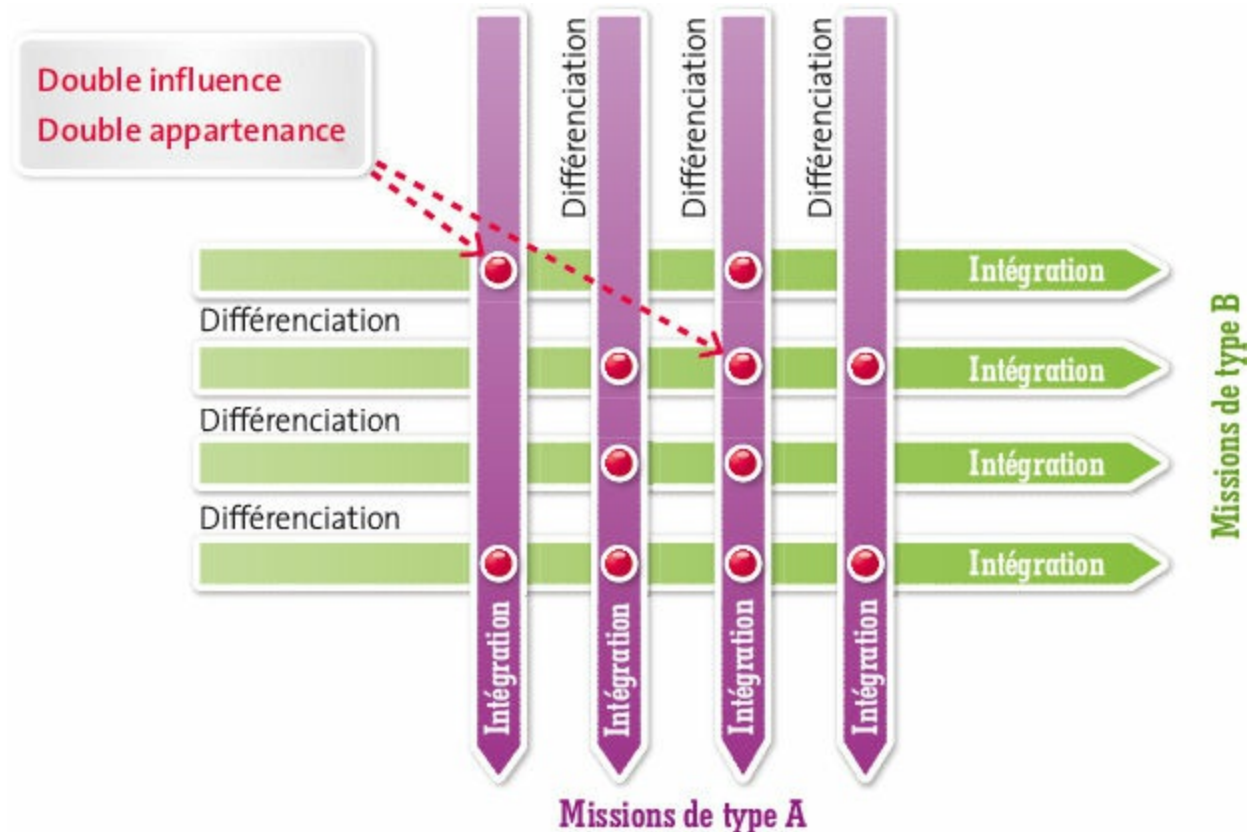 Double influence
Double appartenance
Différenciation
Différenciation
Différenciation
Intégration
Différenciation
Intégration
Différenciation
Intégration
Différenciation
Intégration
Missions de type B
Intégration
Intégration
Intégration
Intégration
Missions de type A